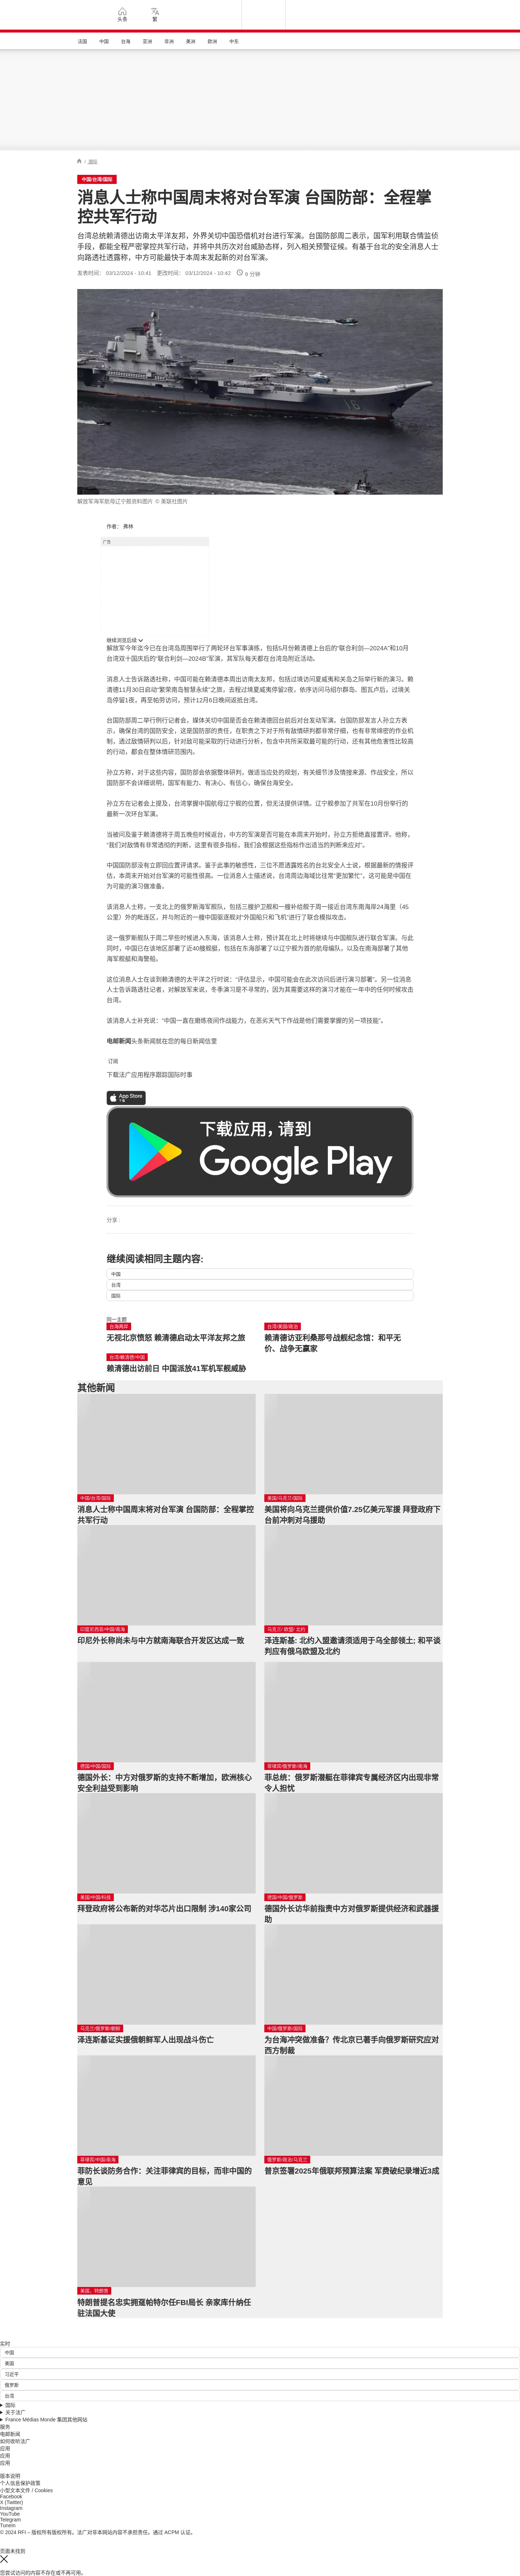 头条
繁
法国
中国
台海
亚洲
非洲
美洲
欧洲
中东
/ 国际
中国/台湾/国际
消息人士称中国周末将对台军演 台国防部：全程掌
控共军行动
台湾总统赖清德出访南太平洋友邦，外界关切中国恐借机对台进行军演。台国防部周二表示，国军利用联合情监侦
手段，都能全程严密掌控共军行动，并将中共历次对台威胁态样，列入相关预警征候。有基于台北的安全消息人士
向路透社透露称，中方可能最快于本周末发起新的对台军演。
发表时间： 03/12/2024 - 10:41 更改时间： 03/12/2024 - 10:42 8 分钟
16
解放军海军航母辽宁舰资料图片 © 美联社图片
作者： 弗林
广告
继续浏览后续
解放军今年迄今已在台湾岛周围举行了两轮环台军事演练，包括5月份赖清德上台后的“联合利剑—2024A”和10月
台湾双十国庆后的“联合利剑—2024B”军演，其军队每天都在台湾岛附近活动。
消息人士告诉路透社称，中国可能在赖清德本周出访南太友邦，包括过境访问夏威夷和关岛之际举行新的演习。赖
清德11月30日启动“繁荣南岛智慧永续”之旅，去程过境夏威夷停留2夜，依序访问马绍尔群岛、图瓦卢后，过境关
岛停留1夜，再至帕劳访问，预计12月6日晚间返抵台湾。
台国防部周二举行例行记者会，媒体关切中国是否会在赖清德回台前后对台发动军演。台国防部发言人孙立方表
示，确保台湾的国防安全，这是国防部的责任，在职责之下对于所有敌情研判都非常仔细，也有非常绵密的作业机
制，透过敌情研判以后，针对敌可能采取的行动进行分析，包含中共所采取最可能的行动，还有其他危害性比较高
的行动，都会在整体情研范围内。
孙立方称，对于这些内容，国防部会依据整体研判，做适当应处的规划，有关细节涉及情搜来源、作战安全，所以
国防部不会详细说明，国军有能力、有决心、有信心，确保台海安全。
孙立方在记者会上提及，台湾掌握中国航母辽宁舰的位置，但无法提供详情。辽宁舰参加了共军在10月份举行的
最新一次环台军演。
当被问及鉴于赖清德将于周五晚些时候返台，中方的军演是否可能在本周末开始时，孙立方拒绝直接置评。他称，
“我们对敌情有非常透彻的判断，这里有很多指标，我们会根据这些指标作出适当的判断来应对”。
中国国防部没有立即回应置评请求。鉴于此事的敏感性，三位不愿透露姓名的台北安全人士说，根据最新的情报评
估，本周末开始对台军演的可能性很高。一位消息人士描述说，台湾周边海域比往常“更加繁忙”，这可能是中国在
为可能的演习做准备。
该消息人士称，一支北上的俄罗斯海军舰队，包括三艘护卫舰和一艘补给舰于周一接近台湾东南海岸24海里（45
公里）外的毗连区，并与附近的一艘中国驱逐舰对“外国船只和飞机”进行了联合模拟攻击。
这一俄罗斯舰队于周二早些时候进入东海，该消息人士称，预计其在北上时将继续与中国舰队进行联合军演。与此
同时，中国已在该地区部署了近40艘舰艇，包括在东海部署了以辽宁舰为首的航母编队，以及在南海部署了其他
海军舰艇和海警船。
这位消息人士在谈到赖清德的太平洋之行时说：“评估显示，中国可能会在此次访问后进行演习部署”。另一位消息
人士告诉路透社记者，对解放军来说，冬季演习是不寻常的，因为其需要这样的演习才能在一年中的任何时候攻击
台湾。
该消息人士补充说：“中国一直在磨练夜间作战能力，在恶劣天气下作战是他们需要掌握的另一项技能”。
电邮新闻头条新闻就在您的每日新闻信里
订阅
下载法广应用程序跟踪国际时事
App Store
下载
下载应用，请到
Google Play
分享 :
继续阅读相同主题内容:
中国
台湾
国际
同一主题
台海两岸
无视北京愤怒 赖清德启动太平洋友邦之旅
台湾/美国/政治
赖清德访亚利桑那号战舰纪念馆：和平无
价、战争无赢家
台湾/赖清德/中国
赖清德出访前日 中国派放41军机军舰威胁
其他新闻
中国/台湾/国际
消息人士称中国周末将对台军演 台国防部：全程掌控
共军行动
美国/乌克兰/国际
美国将向乌克兰提供价值7.25亿美元军援 拜登政府下
台前冲刺对乌援助
印度尼西亚/中国/南海
印尼外长称尚未与中方就南海联合开发区达成一致
乌克兰/ 欧盟/ 北约
泽连斯基: 北约入盟邀请须适用于乌全部领土; 和平谈
判应有俄乌欧盟及北约
德国/中国/国际
德国外长：中方对俄罗斯的支持不断增加，欧洲核心
安全利益受到影响
菲律宾/俄罗斯/南海
菲总统：俄罗斯潜艇在菲律宾专属经济区内出现非常
令人担忧
美国/中国/科技
拜登政府将公布新的对华芯片出口限制 涉140家公司
德国/中国/俄罗斯
德国外长访华前指责中方对俄罗斯提供经济和武器援
助
乌克兰/俄罗斯/朝鲜
泽连斯基证实援俄朝鲜军人出现战斗伤亡
中国/俄罗斯/国际
为台海冲突做准备？传北京已著手向俄罗斯研究应对
西方制裁
菲律宾/中国/南海
菲防长谈防务合作：关注菲律宾的目标，而非中国的
意见
俄罗斯/政治/乌克兰
普京签署2025年俄联邦预算法案 军费破纪录增近3成
美国、特朗普
特朗普提名忠实拥趸帕特尔任FBI局长 亲家库什纳任
驻法国大使
实时
中国
美国
习近平
俄罗斯
台湾
国际
关于法广
France Médias Monde 集团其他网站
服务
电邮新闻
如何收听法广
应用
应用
应用
版本说明
个人信息保护政策
小型文本文件 / Cookies
Facebook
X (Twitter)
Instagram
YouTube
Telegram
TuneIn
© 2024 RFI – 版权所有版权所有。法广对非本网站内容不承担责任。通过 ACPM 认证。
页面未找到
您尝试访问的内容不存在或不再可用。